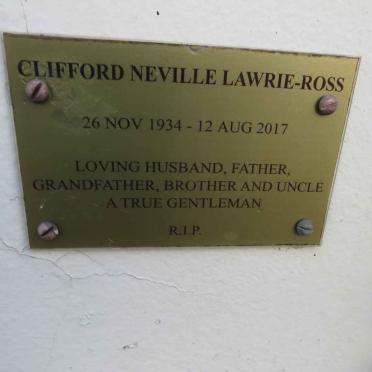 CLIFFORD NEVILLE LAWRIE-ROSS
26 NOV 1934 - 12 AUG 2017
LOVING HUSBAND, FATHER,
GRANDFATHER, BROTHER AND UNCLE
A TRUE GENTLEMAN
R.I.P.